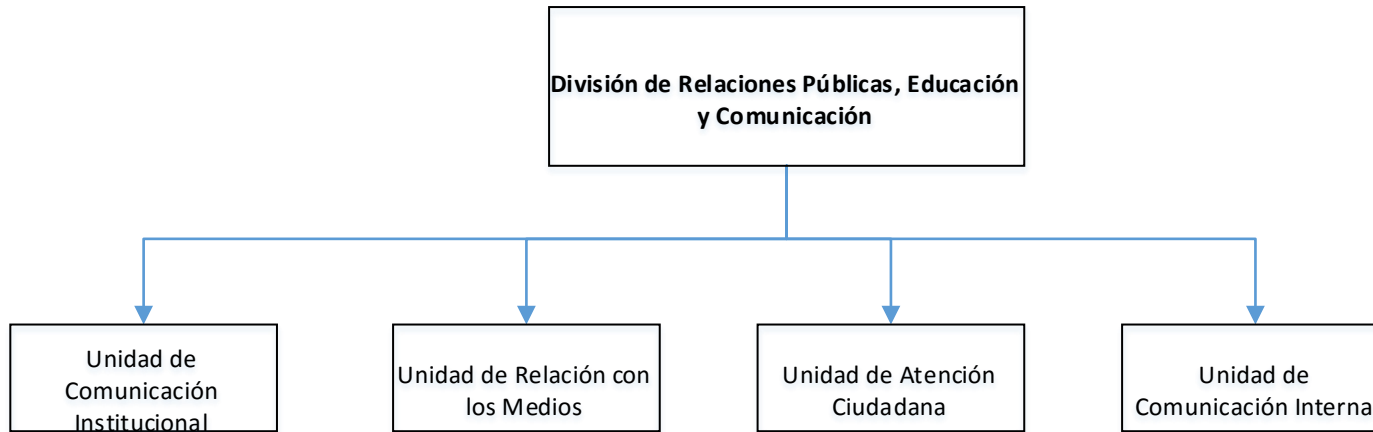 División de Relaciones Públicas, Educación
y Comunicación
Unidad de
Comunicación
Institucional
Unidad de Relación con
los Medios
Unidad de Atención
Ciudadana
Unidad de
Comunicación Interna